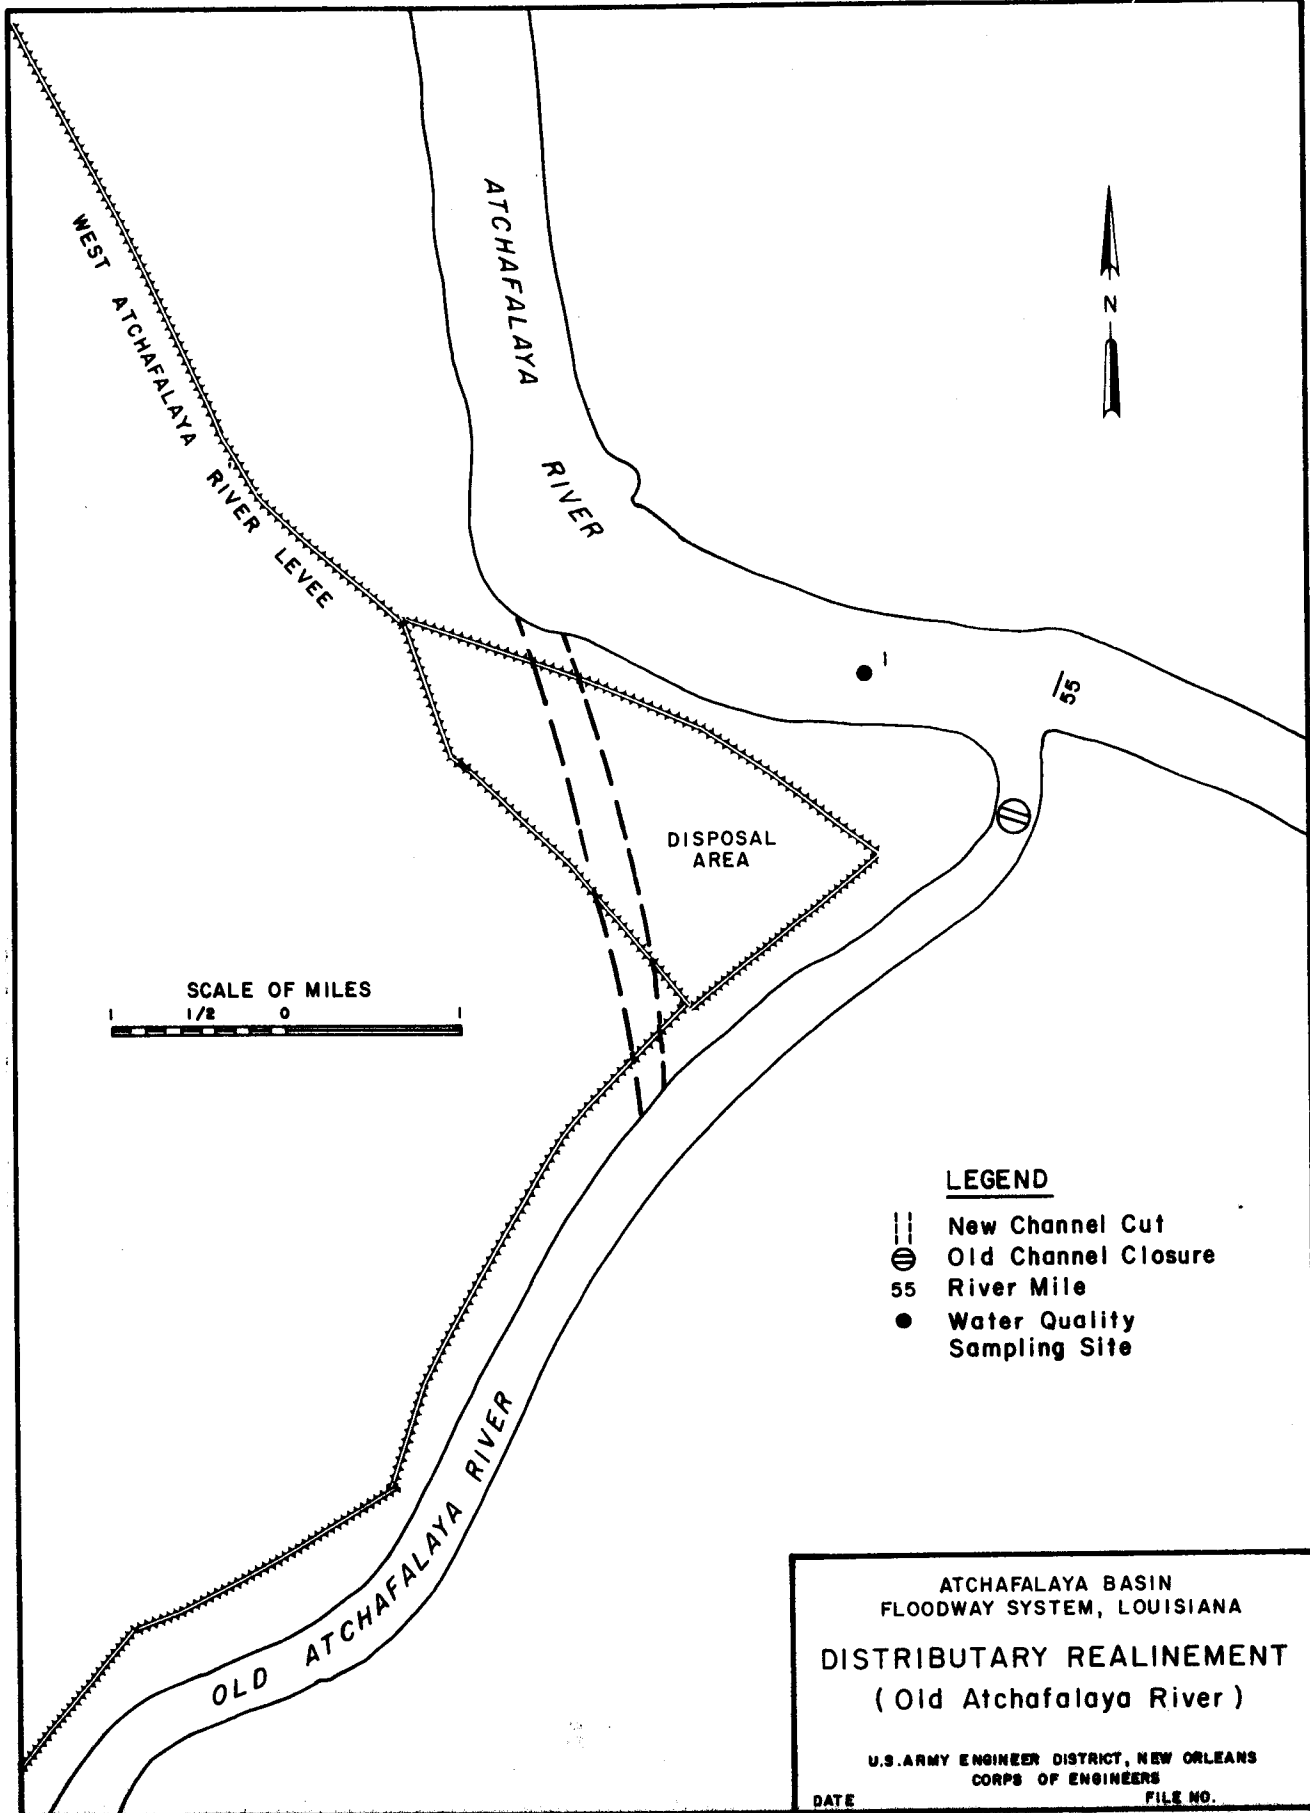 ATCHAFALAYA
RIVER
WEST ATCHAFALAYA RIVER LEVEE
N
1
55
DISPOSAL
AREA
SCALE OF MILES
1 1/2 0 1
LEGEND
New Channel Cut
Old Channel Closure
55 River Mile
Water Quality
Sampling Site
OLD ATCHAFALAYA RIVER
ATCHAFALAYA BASIN
FLOODWAY SYSTEM, LOUISIANA
DISTRIBUTARY REALINEMENT
(Old Atchafalaya River)
U.S. ARMY ENGINEER DISTRICT, NEW ORLEANS
CORPS OF ENGINEERS
DATE FILE NO.